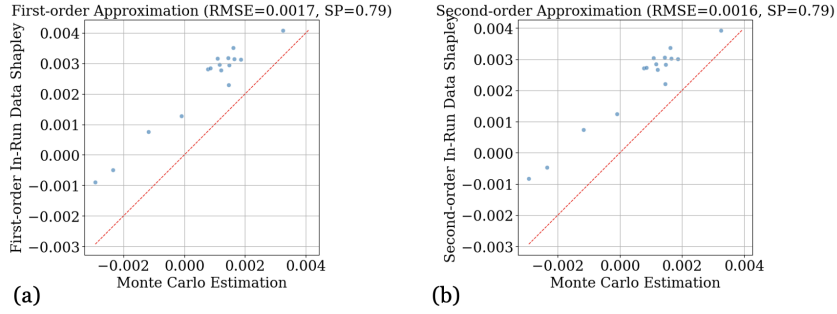 First-order Approximation (RMSE=0.0017, SP=0.79)
First-order In-Run Data Shapley
0.004
0.003
0.002
0.001
0.000
−0.001
−0.002
−0.003
−0.002 0.000 0.002 0.004
Monte Carlo Estimation
(a)
Second-order Approximation (RMSE=0.0016, SP=0.79)
Second-order In-Run Data Shapley
0.004
0.003
0.002
0.001
0.000
−0.001
−0.002
−0.003
−0.002 0.000 0.002 0.004
Monte Carlo Estimation
(b)